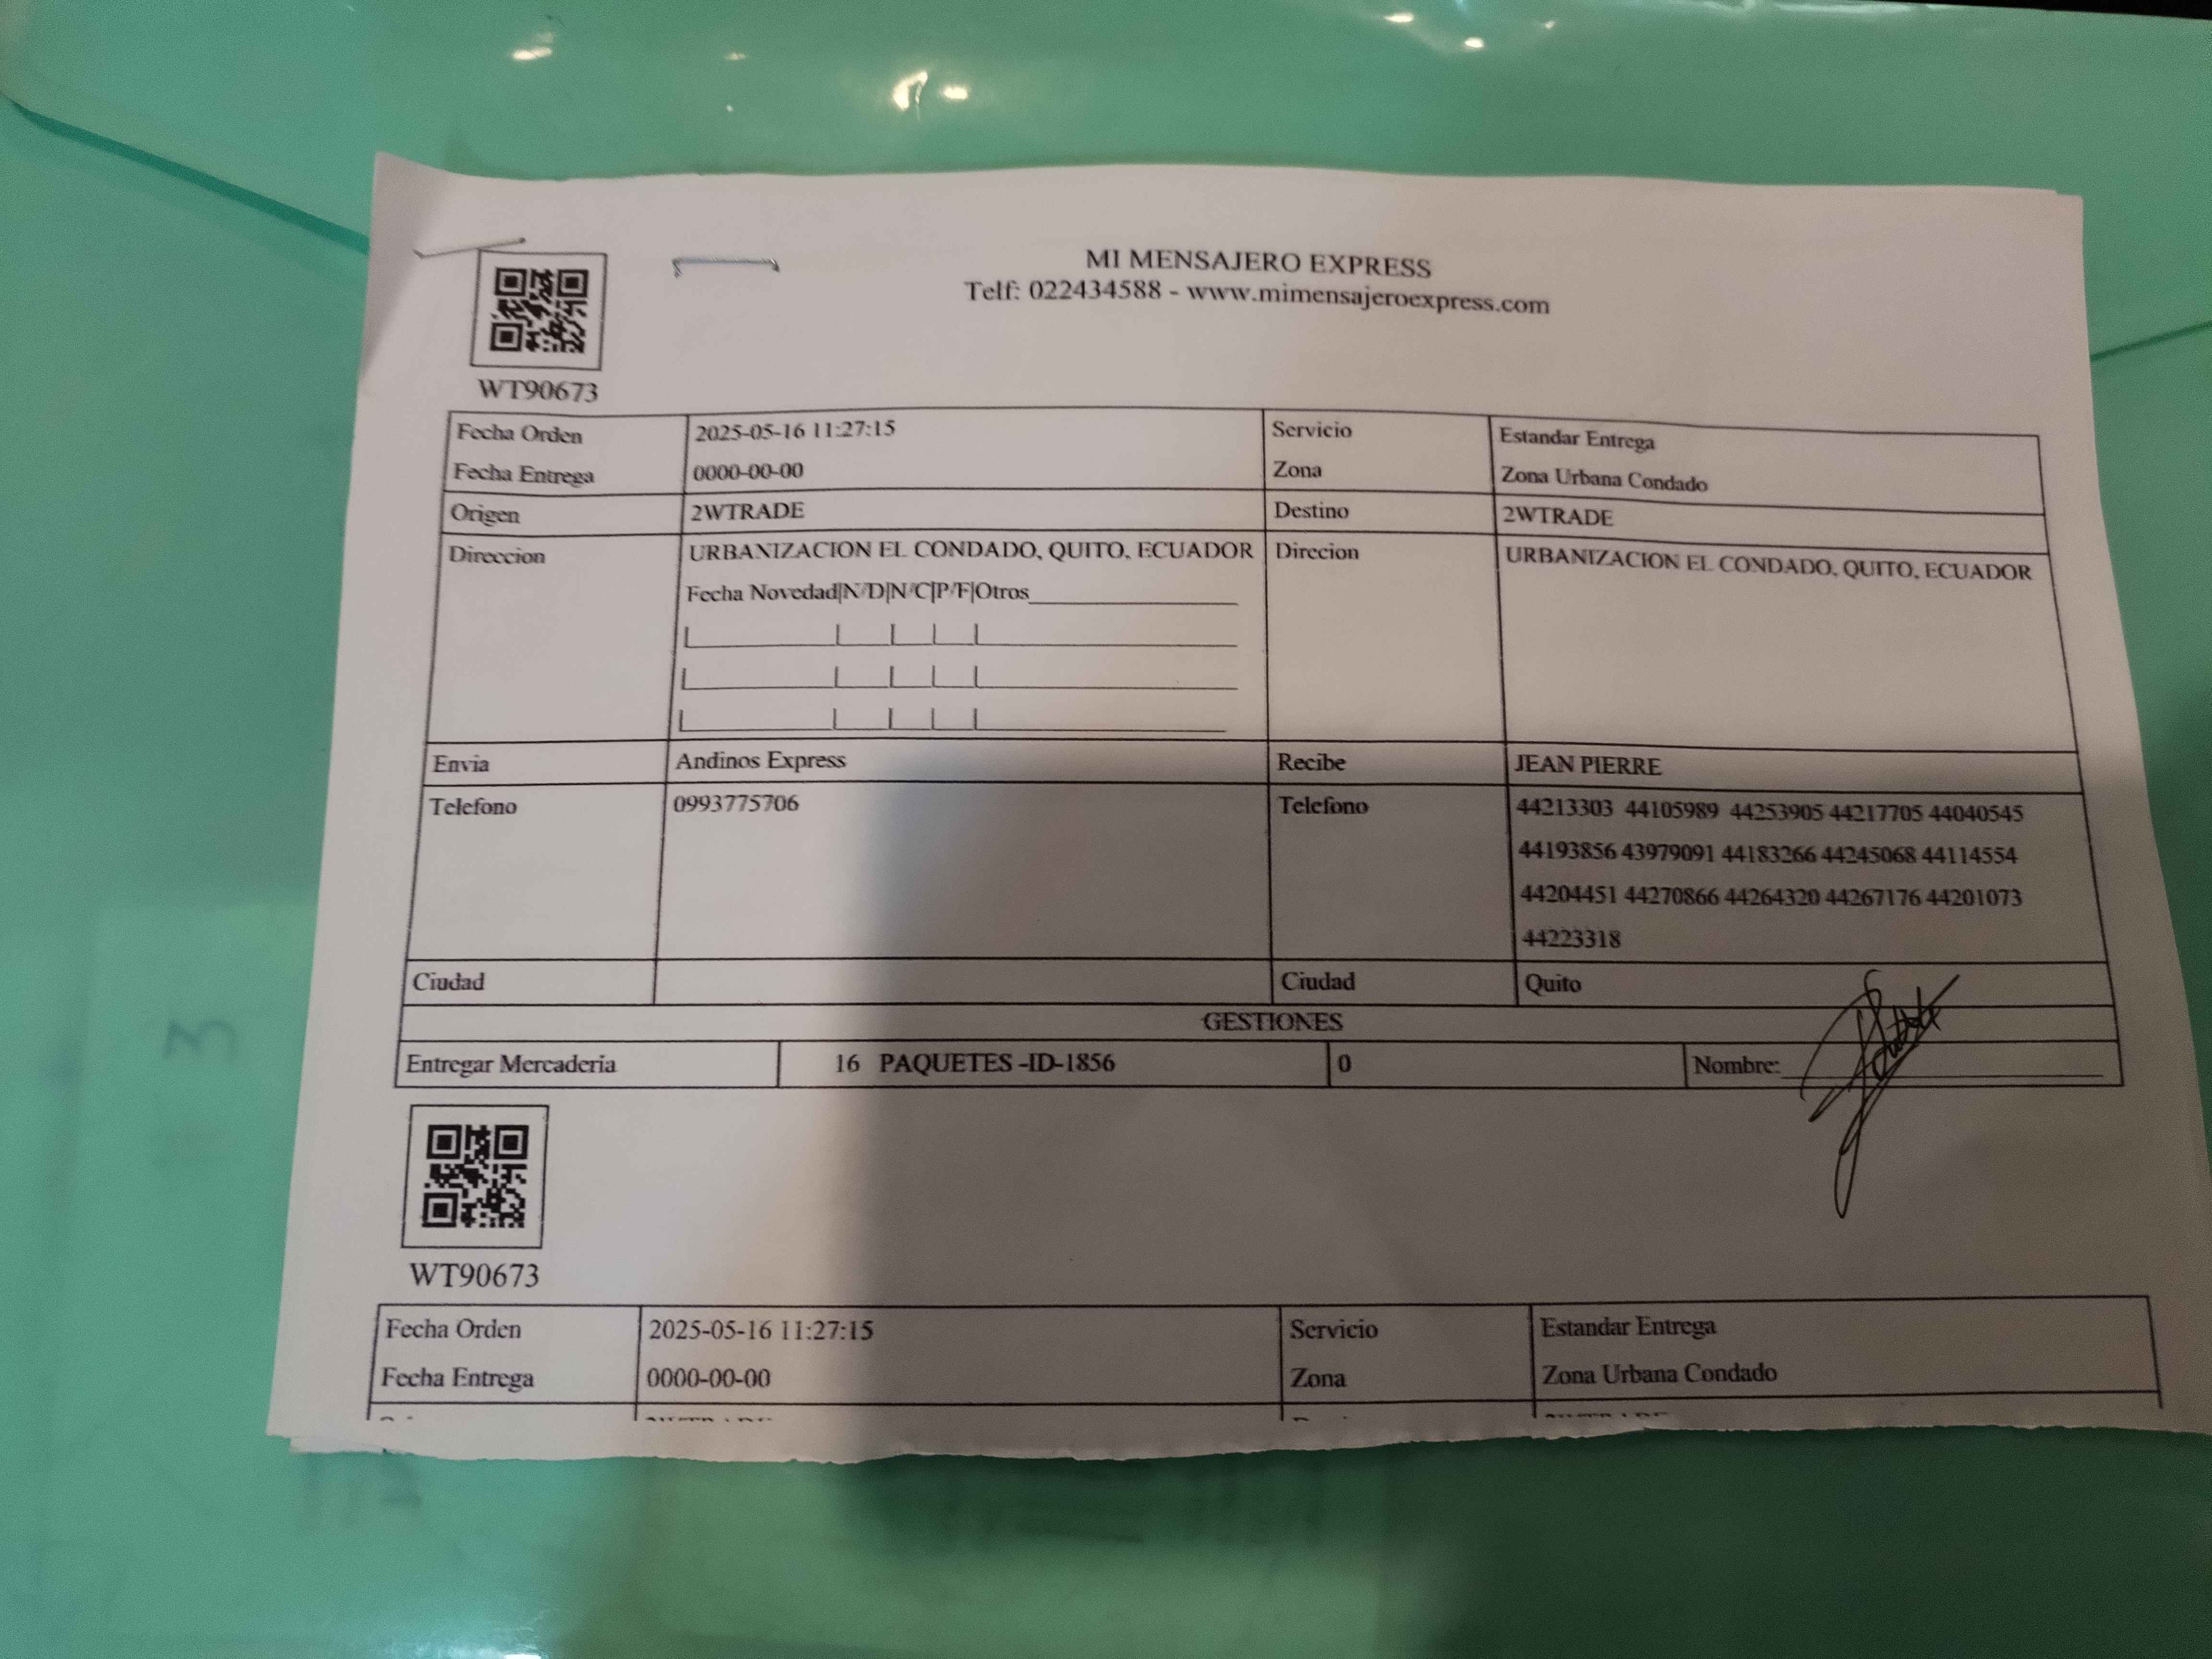 MI MENSAJERO EXPRESS
Telf: 022434588 - www.mimensajeroexpress.com
WT90673
Fecha Orden 2025-05-16 11:27:15 Servicio Estandar Entrega
Fecha Entrega 0000-00-00 Zona Zona Urbana Condado
Origen 2WTRADE Destino 2WTRADE
Direccion URBANIZACION EL CONDADO, QUITO, ECUADOR Direcion URBANIZACION EL CONDADO, QUITO, ECUADOR
Fecha Novedad|N/D|N/C|P/F|Otros
Envia Andinos Express Recibe JEAN PIERRE
Telefono 0993775706 Telefono 44213303 44105989 44253905 44217705 44040545
44193856 43979091 44183266 44245068 44114554
44204451 44270866 44264320 44267176 44201073
44223318
Ciudad Ciudad Quito
GESTIONES
Entregar Mercaderia 16 PAQUETES -ID-1856 0 Nombre:
WT90673
Fecha Orden 2025-05-16 11:27:15 Servicio Estandar Entrega
Fecha Entrega 0000-00-00 Zona Zona Urbana Condado